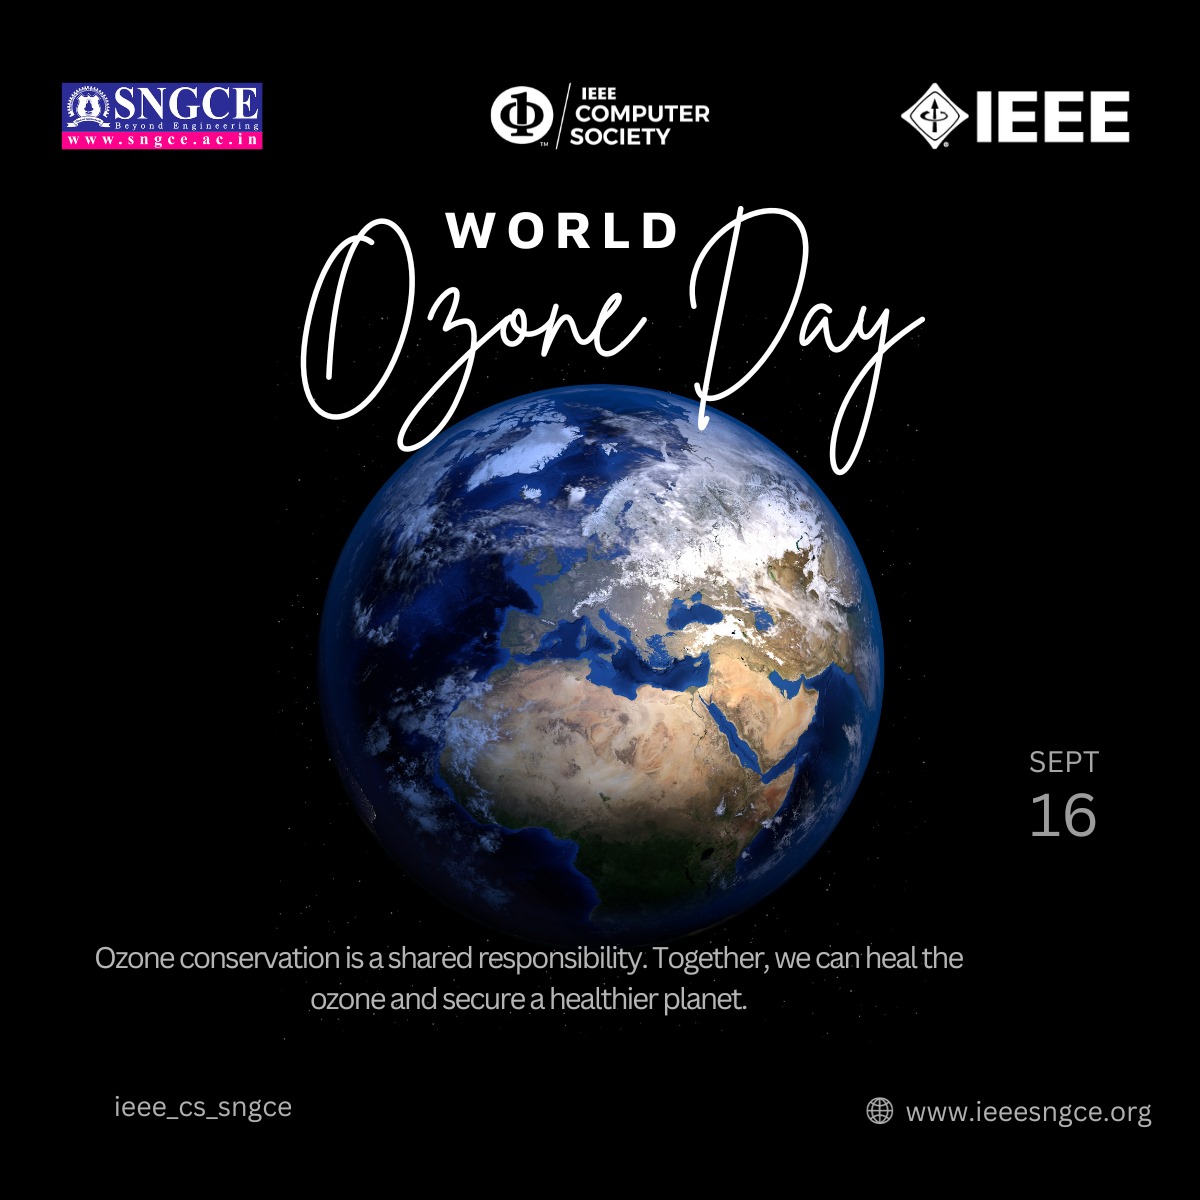 SNGCE
Beyond Engineering
www.sngce.ac.in
IEEE
COMPUTER
SOCIETY
TM
IEEE
WORLD
Ozone Day
SEPT
16
Ozone conservation is a shared responsibility. Together, we can heal the
ozone and secure a healthier planet.
ieee_cs_sngce
www.ieeesngce.org